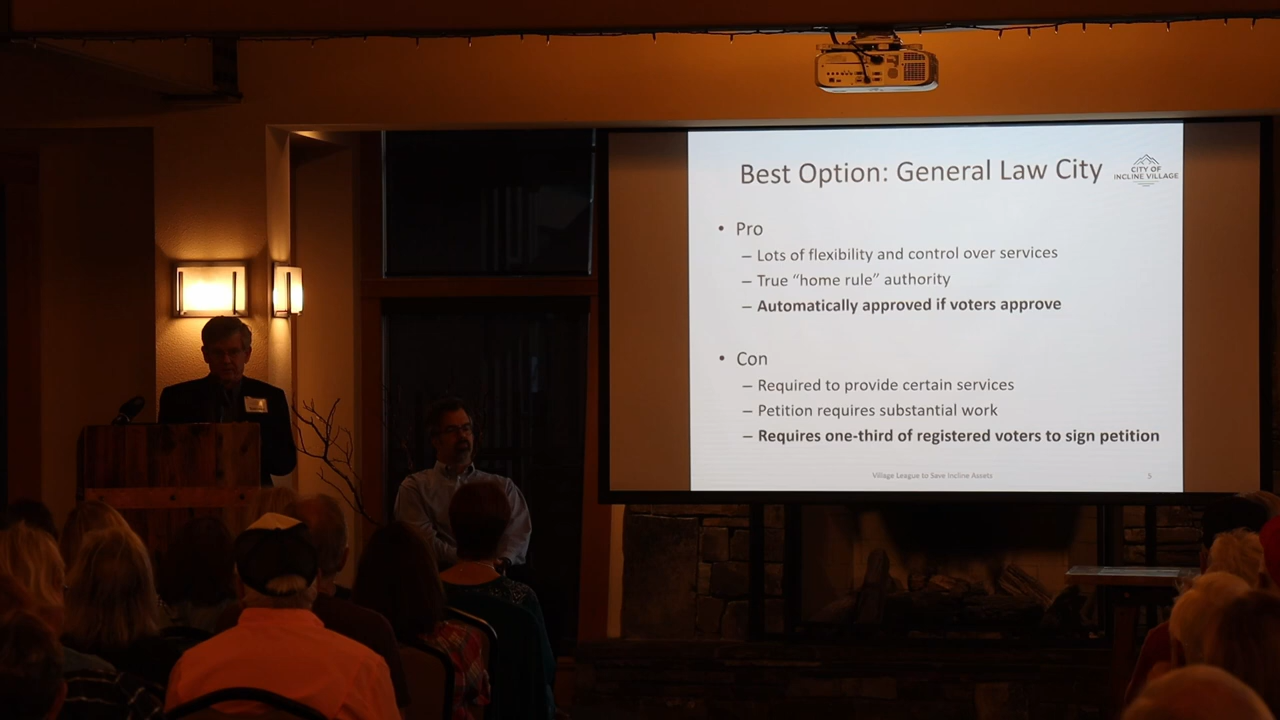 Best Option: General Law City
CITY OF
INCLINE VILLAGE
• Pro
– Lots of flexibility and control over services
– True “home rule” authority
– Automatically approved if voters approve
• Con
– Required to provide certain services
– Petition requires substantial work
– Requires one-third of registered voters to sign petition
Village League to Save Incline Assets
5